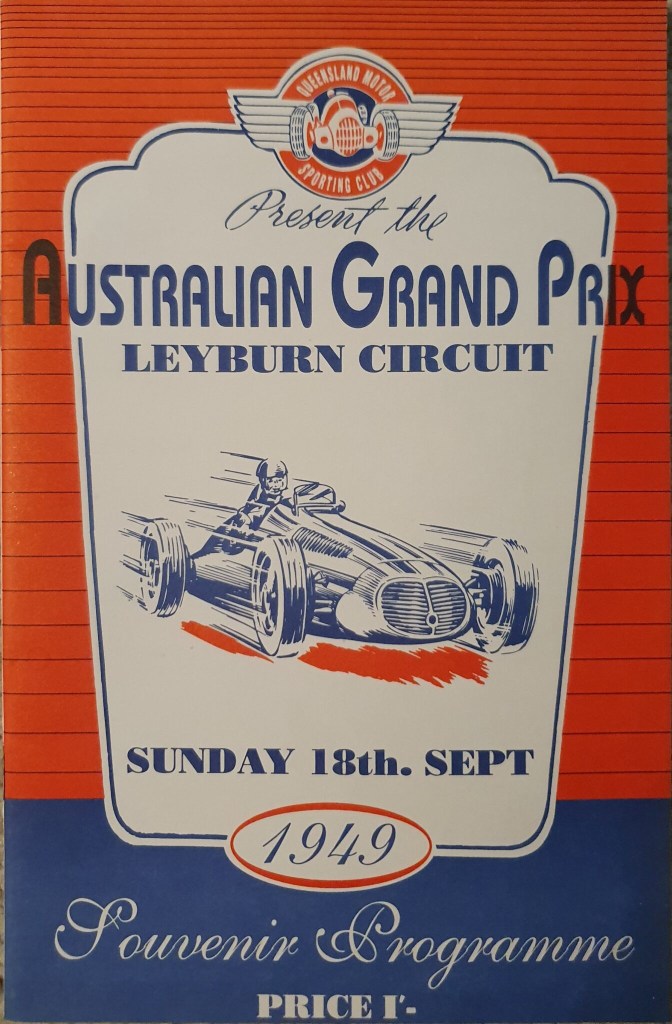 QUEENSLAND MOTOR
SPORTING CLUB
Present the
AUSTRALIAN GRAND PRIX
LEYBURN CIRCUIT
SUNDAY 18th. SEPT
1949
Souvenir Programme
PRICE 1'-